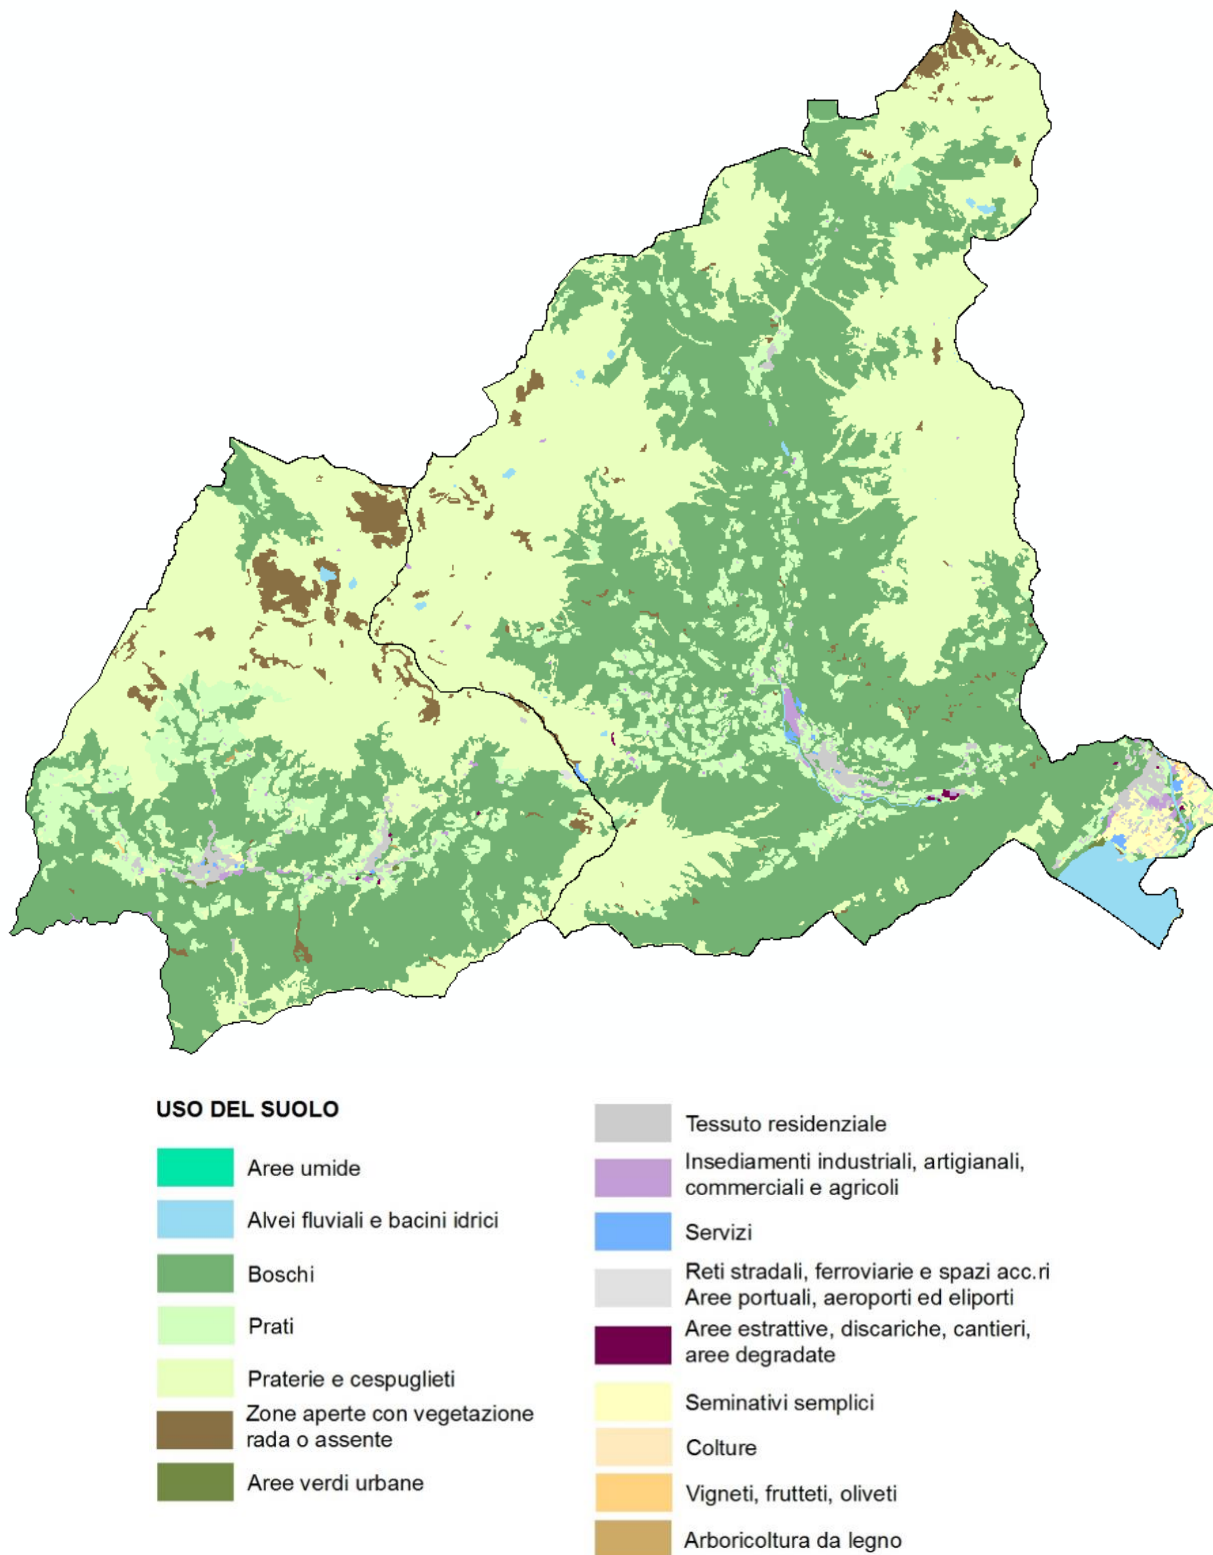 USO DEL SUOLO
Aree umide
Alvei fluviali e bacini idrici
Boschi
Prati
Praterie e cespuglieti
Zone aperte con vegetazione
rada o assente
Aree verdi urbane
Tessuto residenziale
Insediamenti industriali, artigianali,
commerciali e agricoli
Servizi
Reti stradali, ferroviarie e spazi acc.ri
Aree portuali, aeroporti ed eliporti
Aree estrattive, discariche, cantieri,
aree degradate
Seminativi semplici
Colture
Vigneti, frutteti, oliveti
Arboricoltura da legno